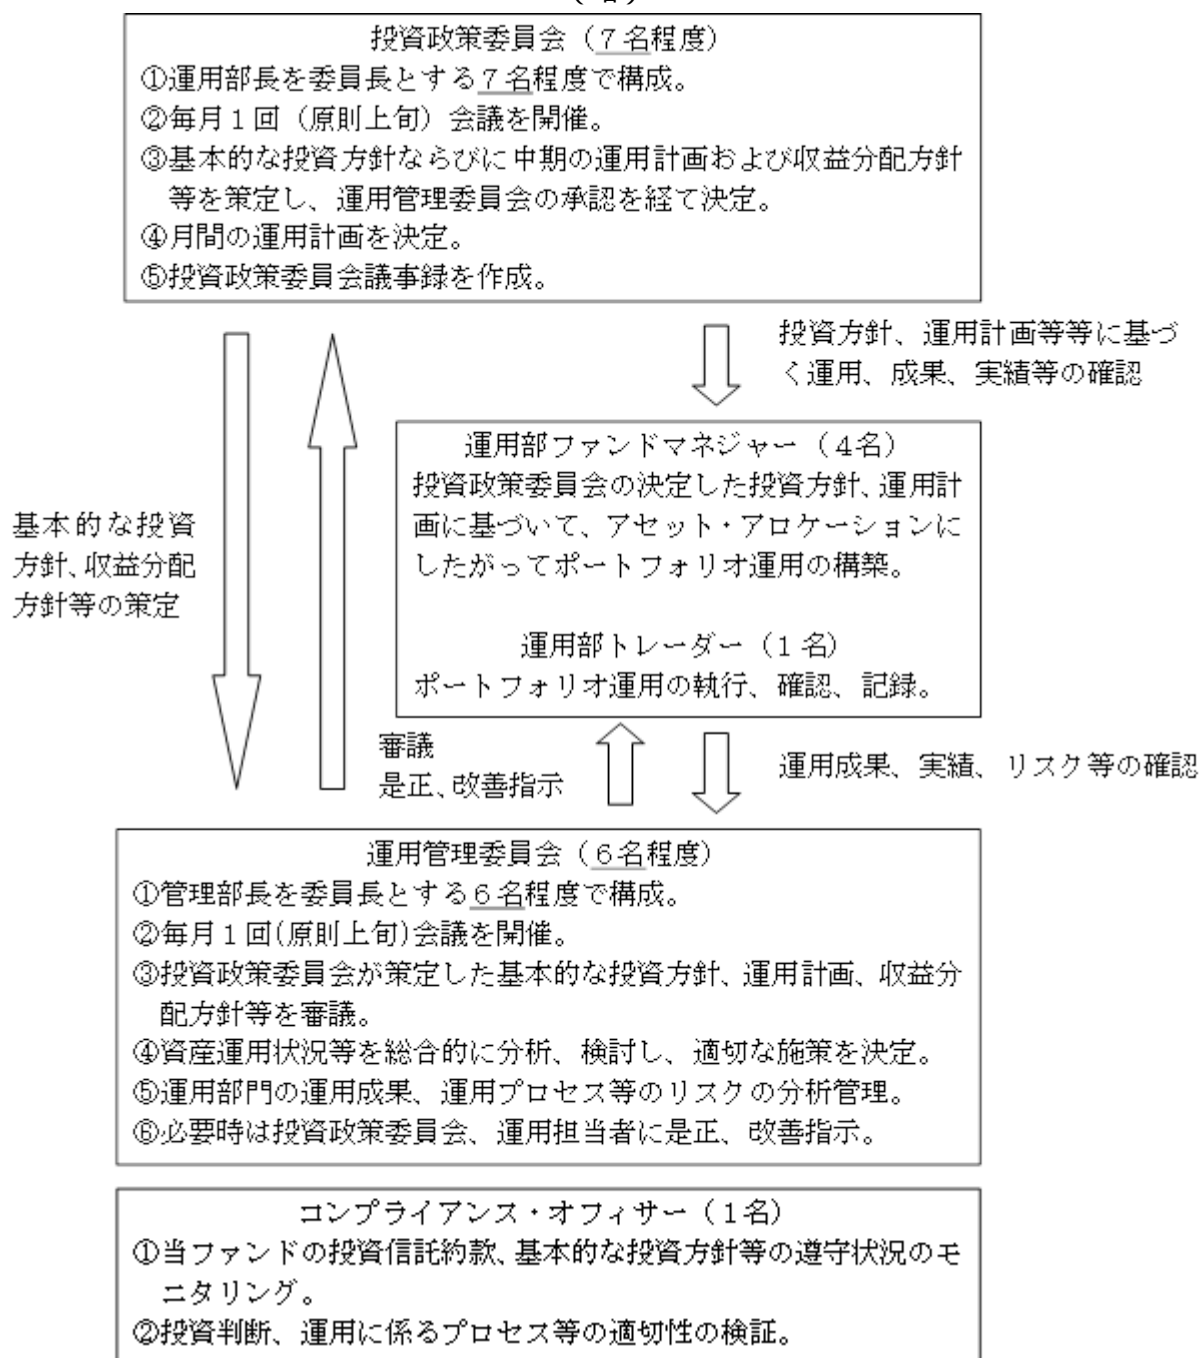 投資政策委員会（７名程度）
①運用部長を委員長とする７名程度で構成。
②毎月１回（原則上旬）会議を開催。
③基本的な投資方針ならびに中期の運用計画および収益分配方針
等を策定し、運用管理委員会の承認を経て決定。
④月間の運用計画を決定。
⑤投資政策委員会議事録を作成。
投資方針、運用計画等等に基づ
く運用、成果、実績等の確認
運用部ファンドマネジャー（４名）
投資政策委員会の決定した投資方針、運用計
画に基づいて、アセット・アロケーションに
したがってポートフォリオ運用の構築。
運用部トレーダー（１名）
ポートフォリオ運用の執行、確認、記録。
基本的な投資
方針、収益分配
方針等の策定
審議
是正、改善指示
運用成果、実績、リスク等の確認
運用管理委員会（６名程度）
①管理部長を委員長とする６名程度で構成。
②毎月１回(原則上旬)会議を開催。
③投資政策委員会が策定した基本的な投資方針、運用計画、収益分
配方針等を審議。
④資産運用状況等を総合的に分析、検討し、適切な施策を決定。
⑤運用部門の運用成果、運用プロセス等のリスクの分析管理。
⑥必要時は投資政策委員会、運用担当者に是正、改善指示。
コンプライアンス・オフィサー（１名）
①当ファンドの投資信託約款、基本的な投資方針等の遵守状況のモ
ニタリング。
②投資判断、運用に係るプロセス等の適切性の検証。